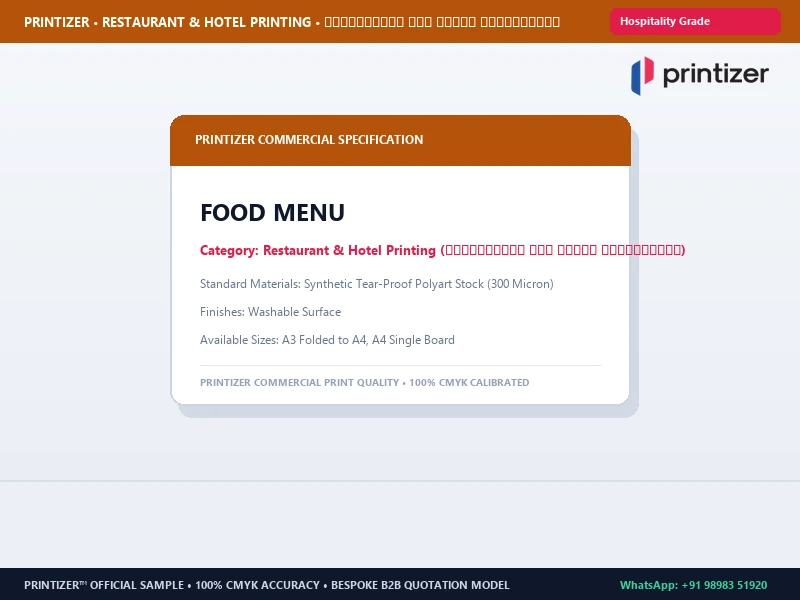 PRINTIZER • RESTAURANT & HOTEL PRINTING •
Hospitality Grade
printizer
PRINTIZER COMMERCIAL SPECIFICATION
FOOD MENU
Category: Restaurant & Hotel Printing (
Standard Materials: Synthetic Tear-Proof Polyart Stock (300 Micron)
Finishes: Washable Surface
Available Sizes: A3 Folded to A4, A4 Single Board
PRINTIZER COMMERCIAL PRINT QUALITY • 100% CMYK CALIBRATED
PRINTIZER™ OFFICIAL SAMPLE • 100% CMYK ACCURACY • BESPOKE B2B QUOTATION MODEL
WhatsApp: +91 98983 51920